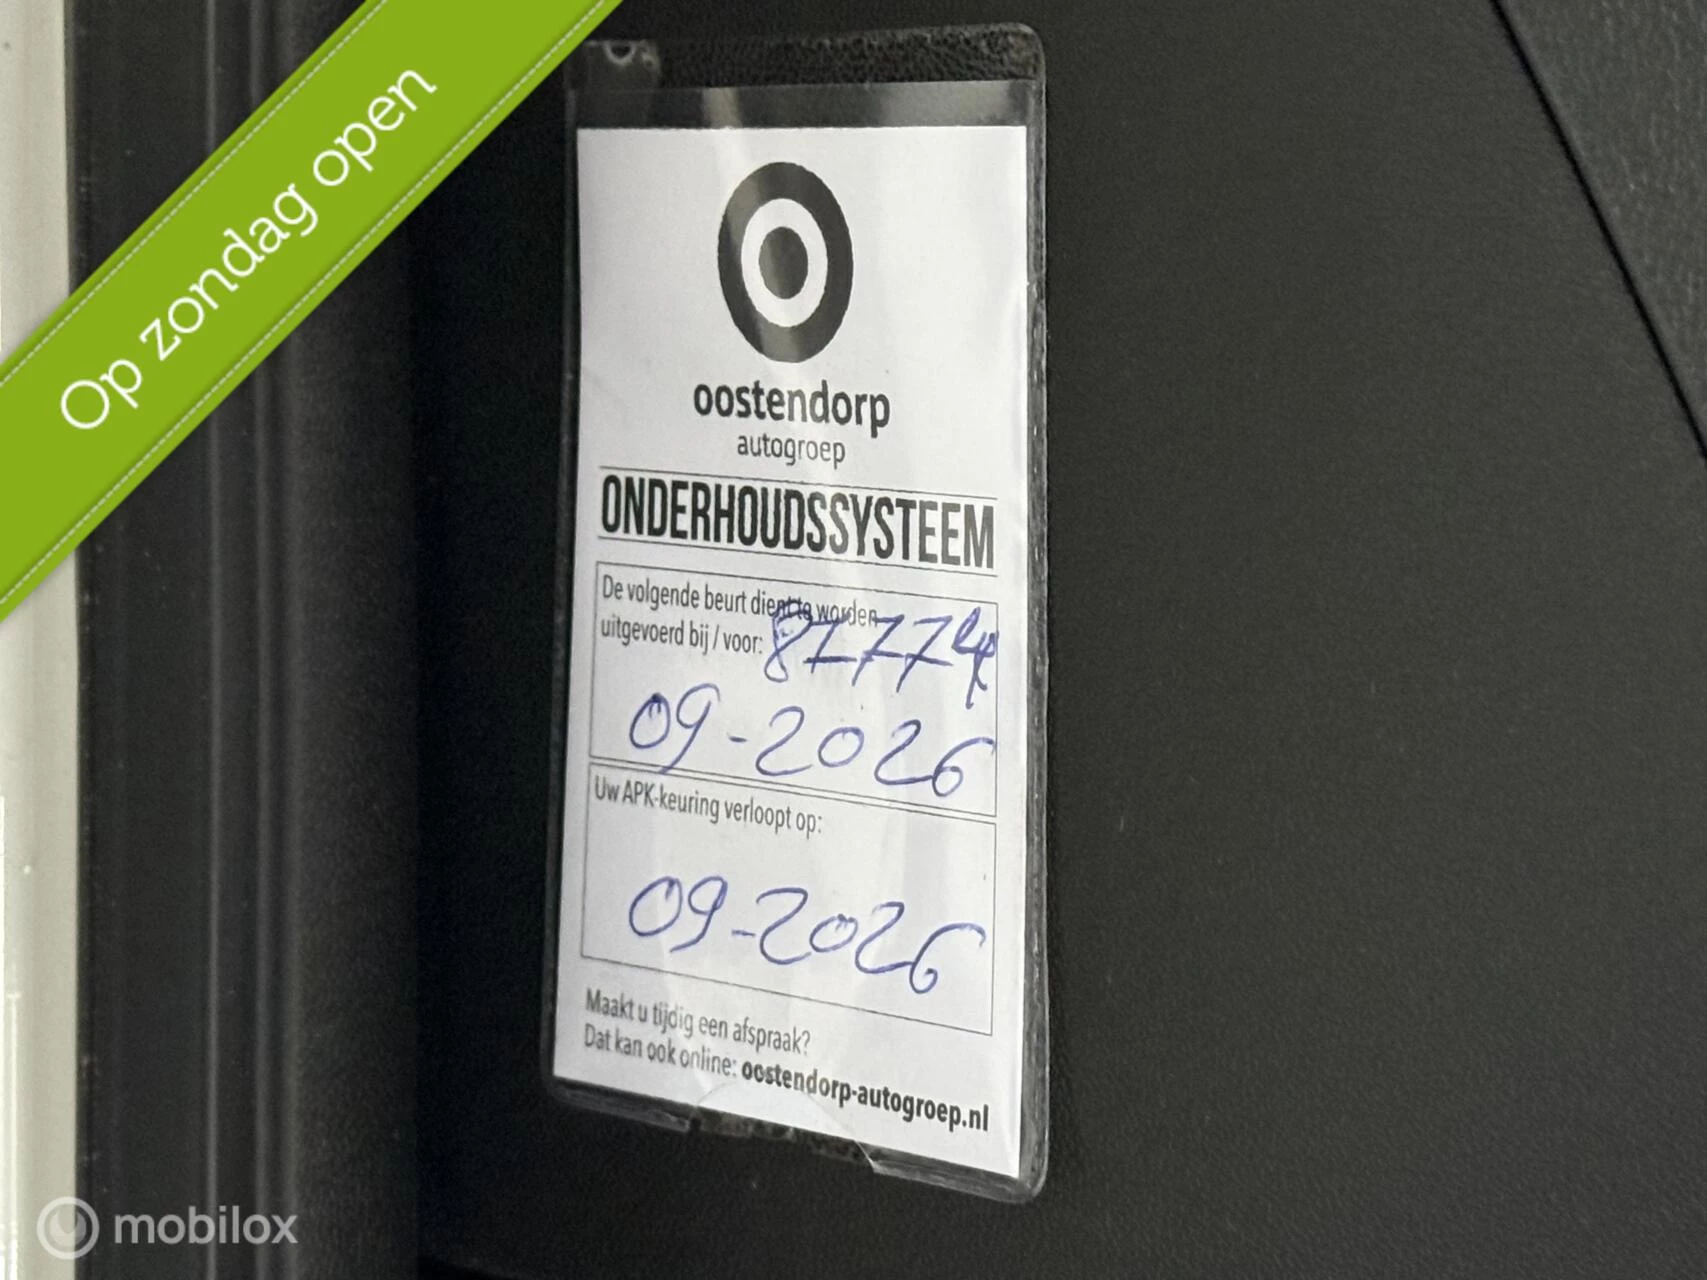 Op zondag open
oostendorp
autogroep
ONDERHOUDSSYSTEEM
De volgende beurt dient te worden
uitgevoerd bij / voor:
09-2026
Uw APK-keuring verloopt op:
09-2026
Maakt u tijdig een afspraak?
Dat kan ook online: oostendorp-autogroep.nl
mobilox